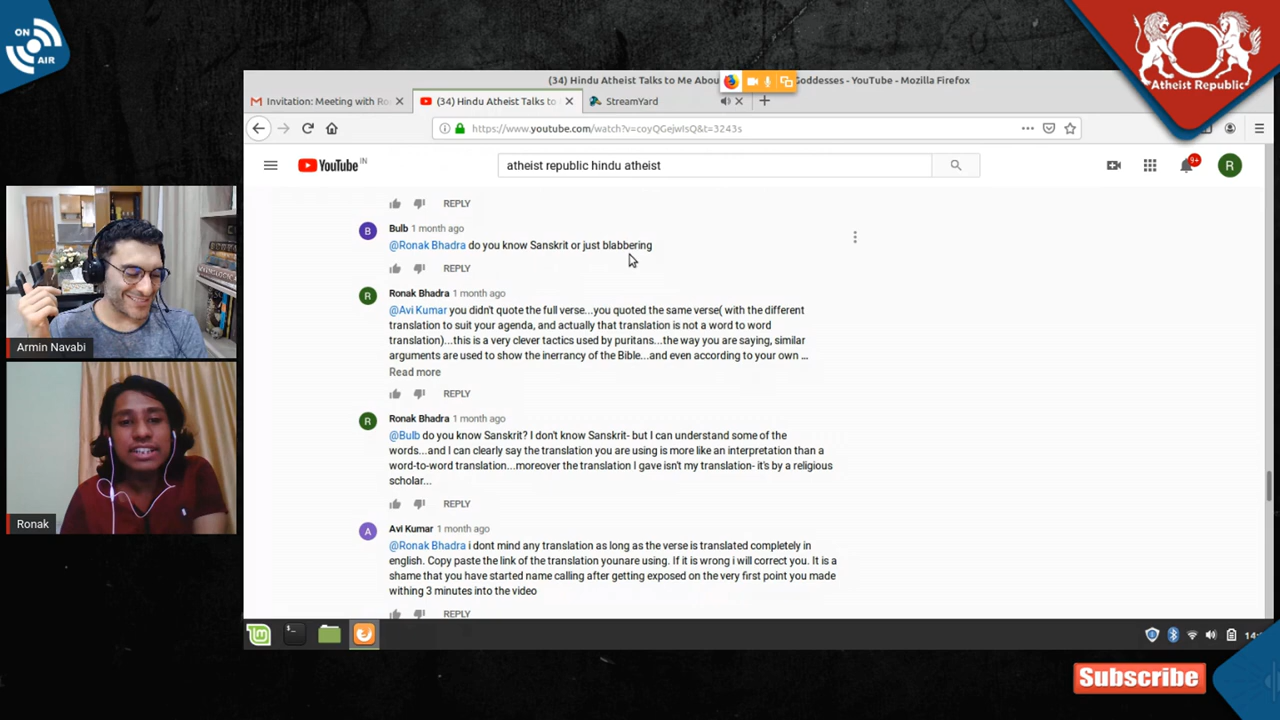 ON
AIR
Atheist Republic
(34) Hindu Atheist Talks to Me Abou
Goddesses - YouTube - Mozilla Firefox
Invitation: Meeting with Ro
(34) Hindu Atheist Talks to
StreamYard
https://www.youtube.com/watch?v=coyQGejwIsQ&t=3243s
YouTube IN
atheist republic hindu atheist
9+
R
REPLY
B
Bulb 1 month ago
@Ronak Bhadra do you know Sanskrit or just blabbering
REPLY
R
Ronak Bhadra 1 month ago
@Avi Kumar you didn't quote the full verse...you quoted the same verse( with the different
translation to suit your agenda, and actually that translation is not a word to word
translation)...this is a very clever tactics used by puritans...the way you are saying, similar
arguments are used to show the inerrancy of the Bible...and even according to your own ...
Read more
REPLY
R
Ronak Bhadra 1 month ago
@Bulb do you know Sanskrit? I don't know Sanskrit- but I can understand some of the
words...and I can clearly say the translation you are using is more like an interpretation than a
word-to-word translation...moreover the translation I gave isn't my translation- it's by a religious
scholar...
REPLY
A
Avi Kumar 1 month ago
@Ronak Bhadra i dont mind any translation as long as the verse is translated completely in
english. Copy paste the link of the translation younare using. If it is wrong i will correct you. It is a
shame that you have started name calling after getting exposed on the very first point you made
withing 3 minutes into the video
REPLY
Armin Navabi
Ronak
Subscribe